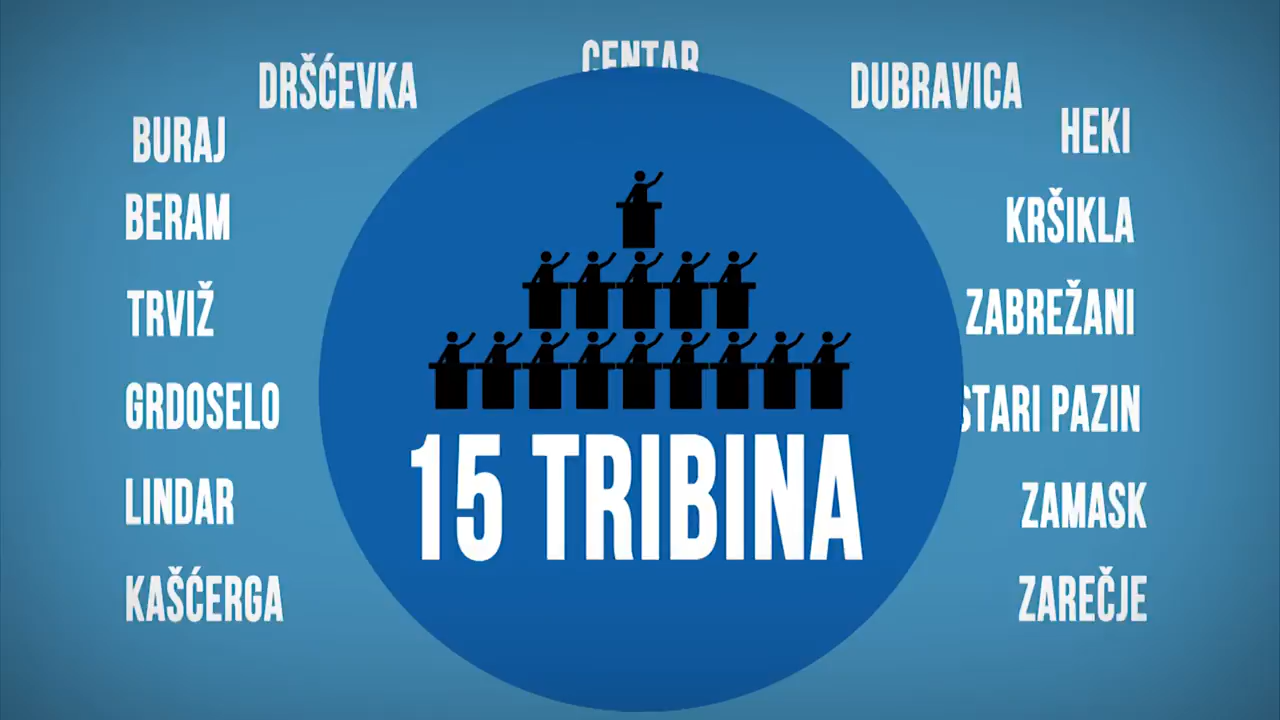 CENTAR
DRŠĆEVKA
DUBRAVICA
BURAJ
HEKI
BERAM
KRŠIKLA
TRVIŽ
ZABREŽANI
GRDOSELO
STARI PAZIN
LINDAR
ZAMASK
KAŠĆERGA
ZAREČJE
15 TRIBINA